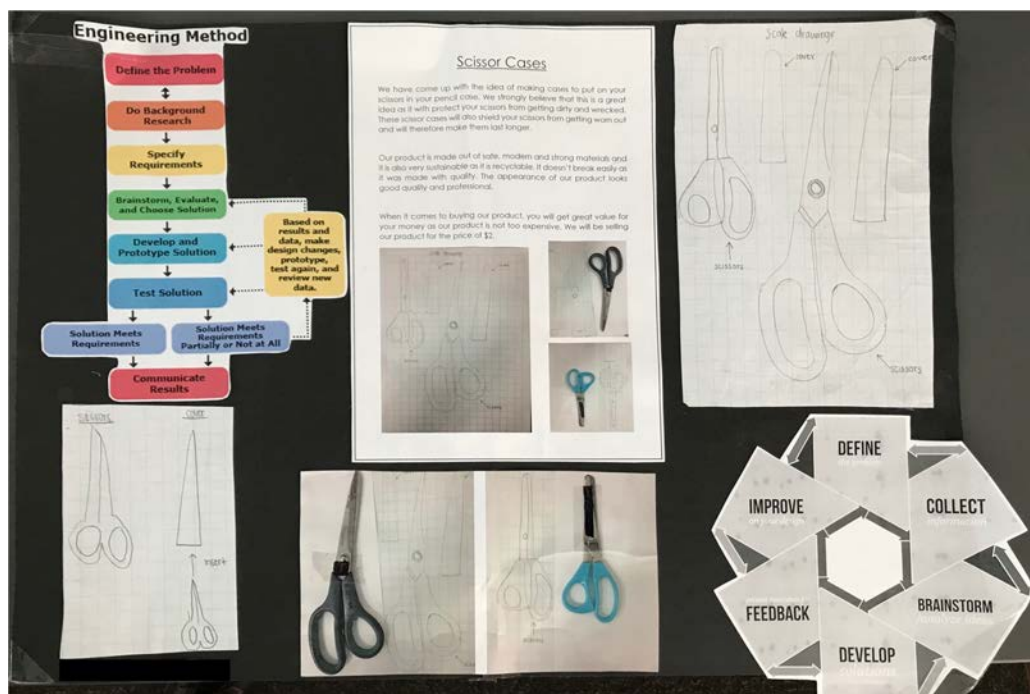 Engineering Method
Define the Problem
Do Background
Research
Specify
Requirements
Brainstorm, Evaluate,
and Choose Solution
Develop and
Prototype Solution
Test Solution
Based on
results and
data, make
design changes,
prototype,
test again, and
review new
data.
Solution Meets
Requirements
Solution Meets
Requirements
Partially or Not at All
Communicate
Results
Scissor Cases
We have come up with the idea of making cases to put on your
scissors in your pencil case. We strongly believe that this is a great
idea as it with protect your scissors from getting dirty and wrecked.
These scissor cases will also shield your scissors from getting worn out
and will therefore make them last longer.
Our product is made out of safe, modern and strong materials and
it is also very sustainable as it is recyclable. It doesn't break easily as
it was made with quality. The appearance of our product looks
good quality and professional.
When it comes to buying our product, you will get great value for
your money as our product is not too expensive. We will be selling
our product for the price of $2.
Scale drawings
cover
cover
scissors
scissors
scissors
cover
insert
scissors
DEFINE
the problem
COLLECT
information
BRAINSTORM
DEVELOP
solutions
FEEDBACK
IMPROVE
on your design